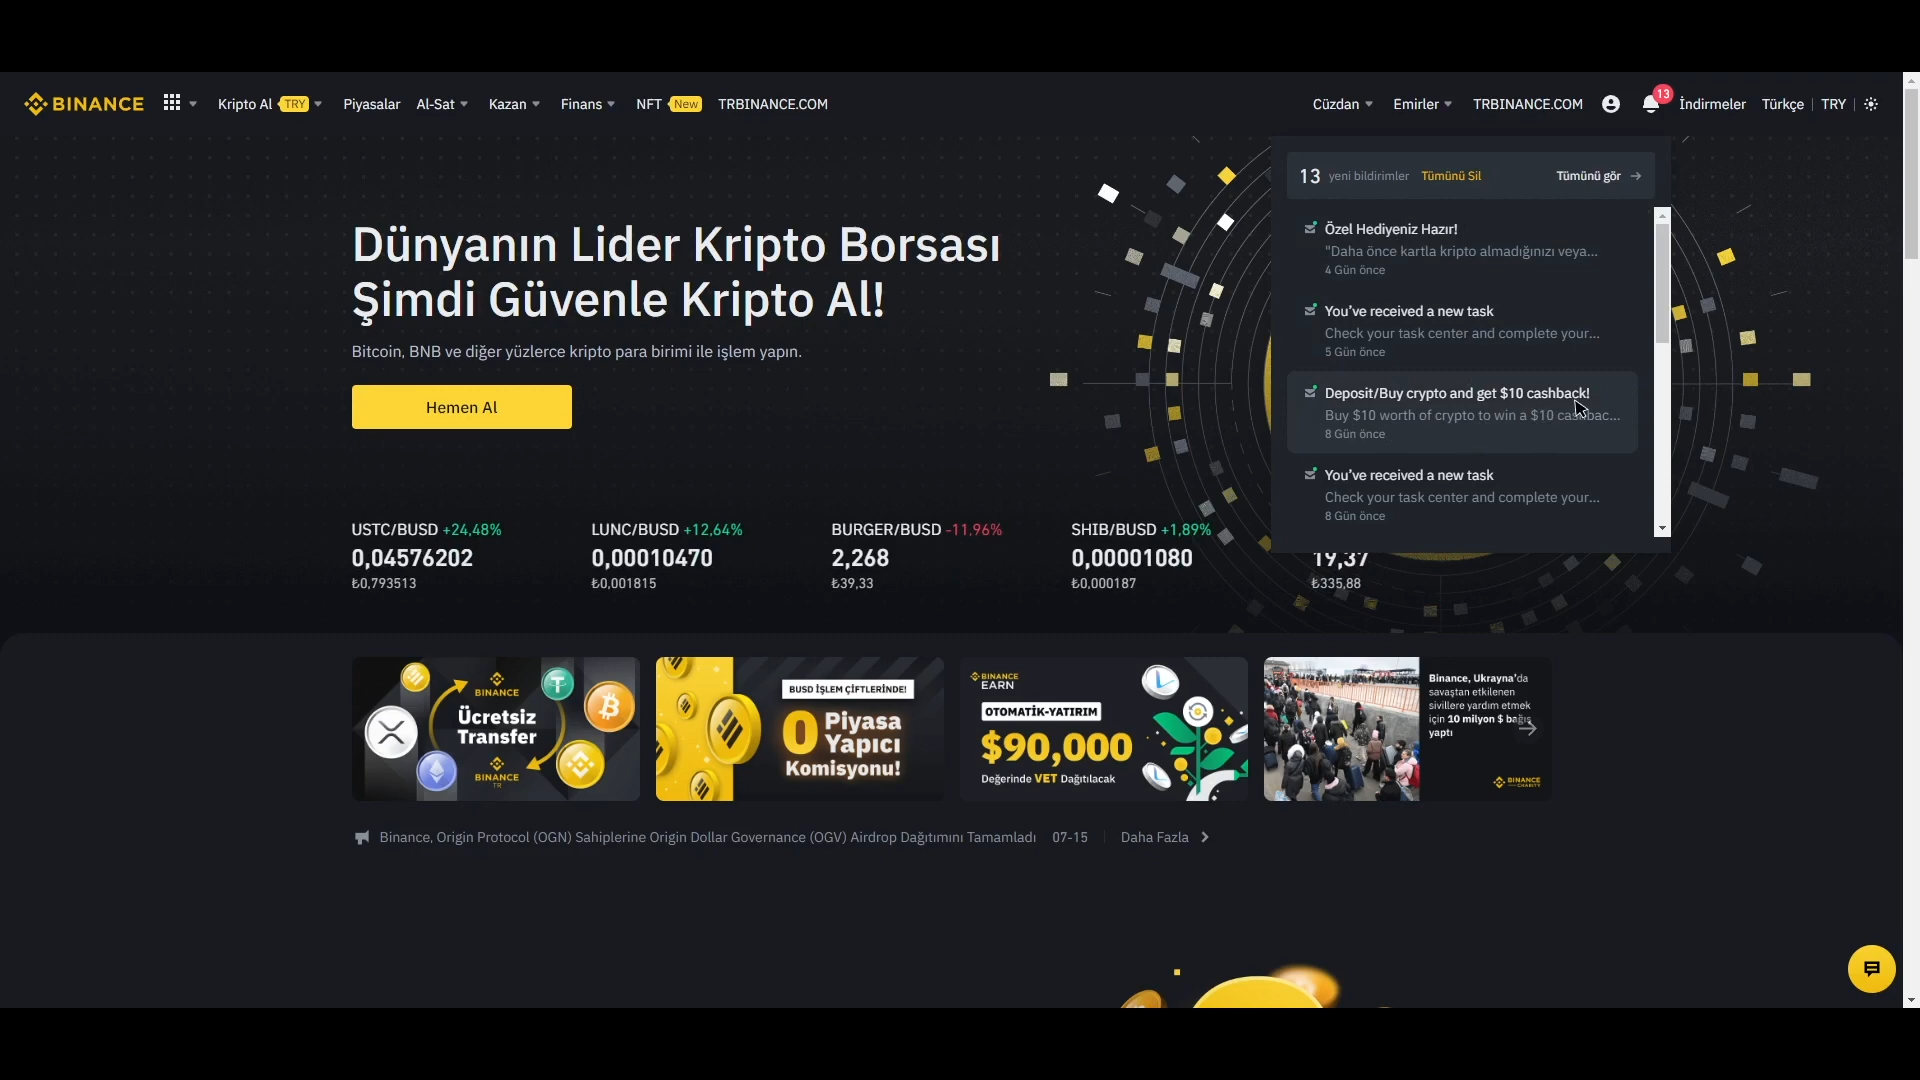 BINANCE
Kripto Al TRY
Piyasalar
Al-Sat
Kazan
Finans
NFT New
TRBINANCE.COM
Cüzdan
Emirler
TRBINANCE.COM
13
İndirmeler
Türkçe
TRY
13 yeni bildirimler Tümünü Sil Tümünü gör
Özel Hediyeniz Hazır!
"Daha önce kartla kripto almadığınızı veya...
4 Gün önce
You've received a new task
Check your task center and complete your...
5 Gün önce
Deposit/Buy crypto and get $10 cashback!
Buy $10 worth of crypto to win a $10 cashbac...
8 Gün önce
You've received a new task
Check your task center and complete your...
8 Gün önce
Dünyanın Lider Kripto Borsası
Şimdi Güvenle Kripto Al!
Bitcoin, BNB ve diğer yüzlerce kripto para birimi ile işlem yapın.
Hemen Al
USTC/BUSD +24,48%
0,04576202
₺0,793513
LUNC/BUSD +12,64%
0,00010470
₺0,001815
BURGER/BUSD -11,96%
2,268
₺39,33
SHIB/BUSD +1,89%
0,00001080
₺0,000187
19,37
₺335,88
BINANCE
Ücretsiz
Transfer
BINANCE
TR
BUSD İŞLEM ÇİFTLERİNDE!
0 Piyasa
Yapıcı
Komisyonu!
BINANCE
EARN
OTOMATİK-YATIRIM
$90,000
Değerinde VET Dağıtılacak
Binance, Ukrayna'da
savaştan etkilenen
sivillere yardım etmek
için 10 milyon $ bağış
yaptı
BINANCE
CHARITY
Binance, Origin Protocol (OGN) Sahiplerine Origin Dollar Governance (OGV) Airdrop Dağıtımını Tamamladı 07-15 Daha Fazla